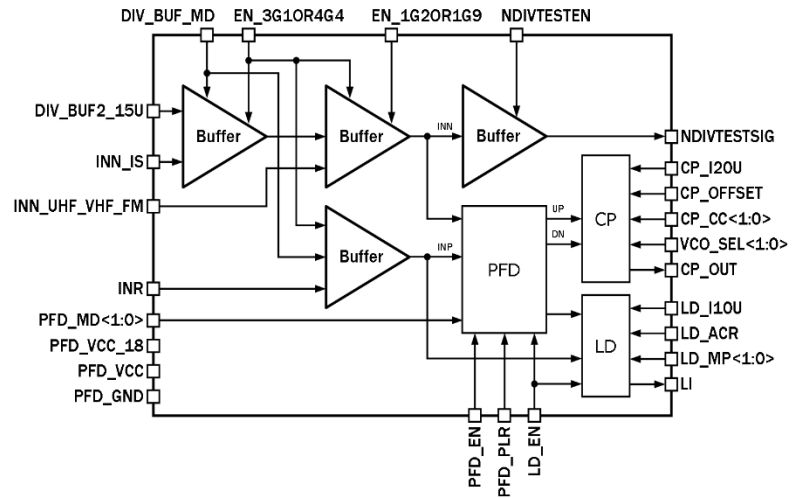 DIV_BUF_MD
EN_3G1OR4G4
EN_1G2OR1G9
NDIVTESTEN
DIV_BUF2_15U
INN_IS
INN_UHF_VHF_FM
INR
PFD_MD<1:0>
PFD_VCC_18
PFD_VCC
PFD_GND
Buffer
Buffer
INN
Buffer
Buffer
INP
PFD
UP
DN
CP
LD
NDIVTESTSIG
CP_I20U
CP_OFFSET
CP_CC<1:0>
VCO_SEL<1:0>
CP_OUT
LD_I10U
LD_ACR
LD_MP<1:0>
LI
PFD_EN
PFD_PLR
LD_EN